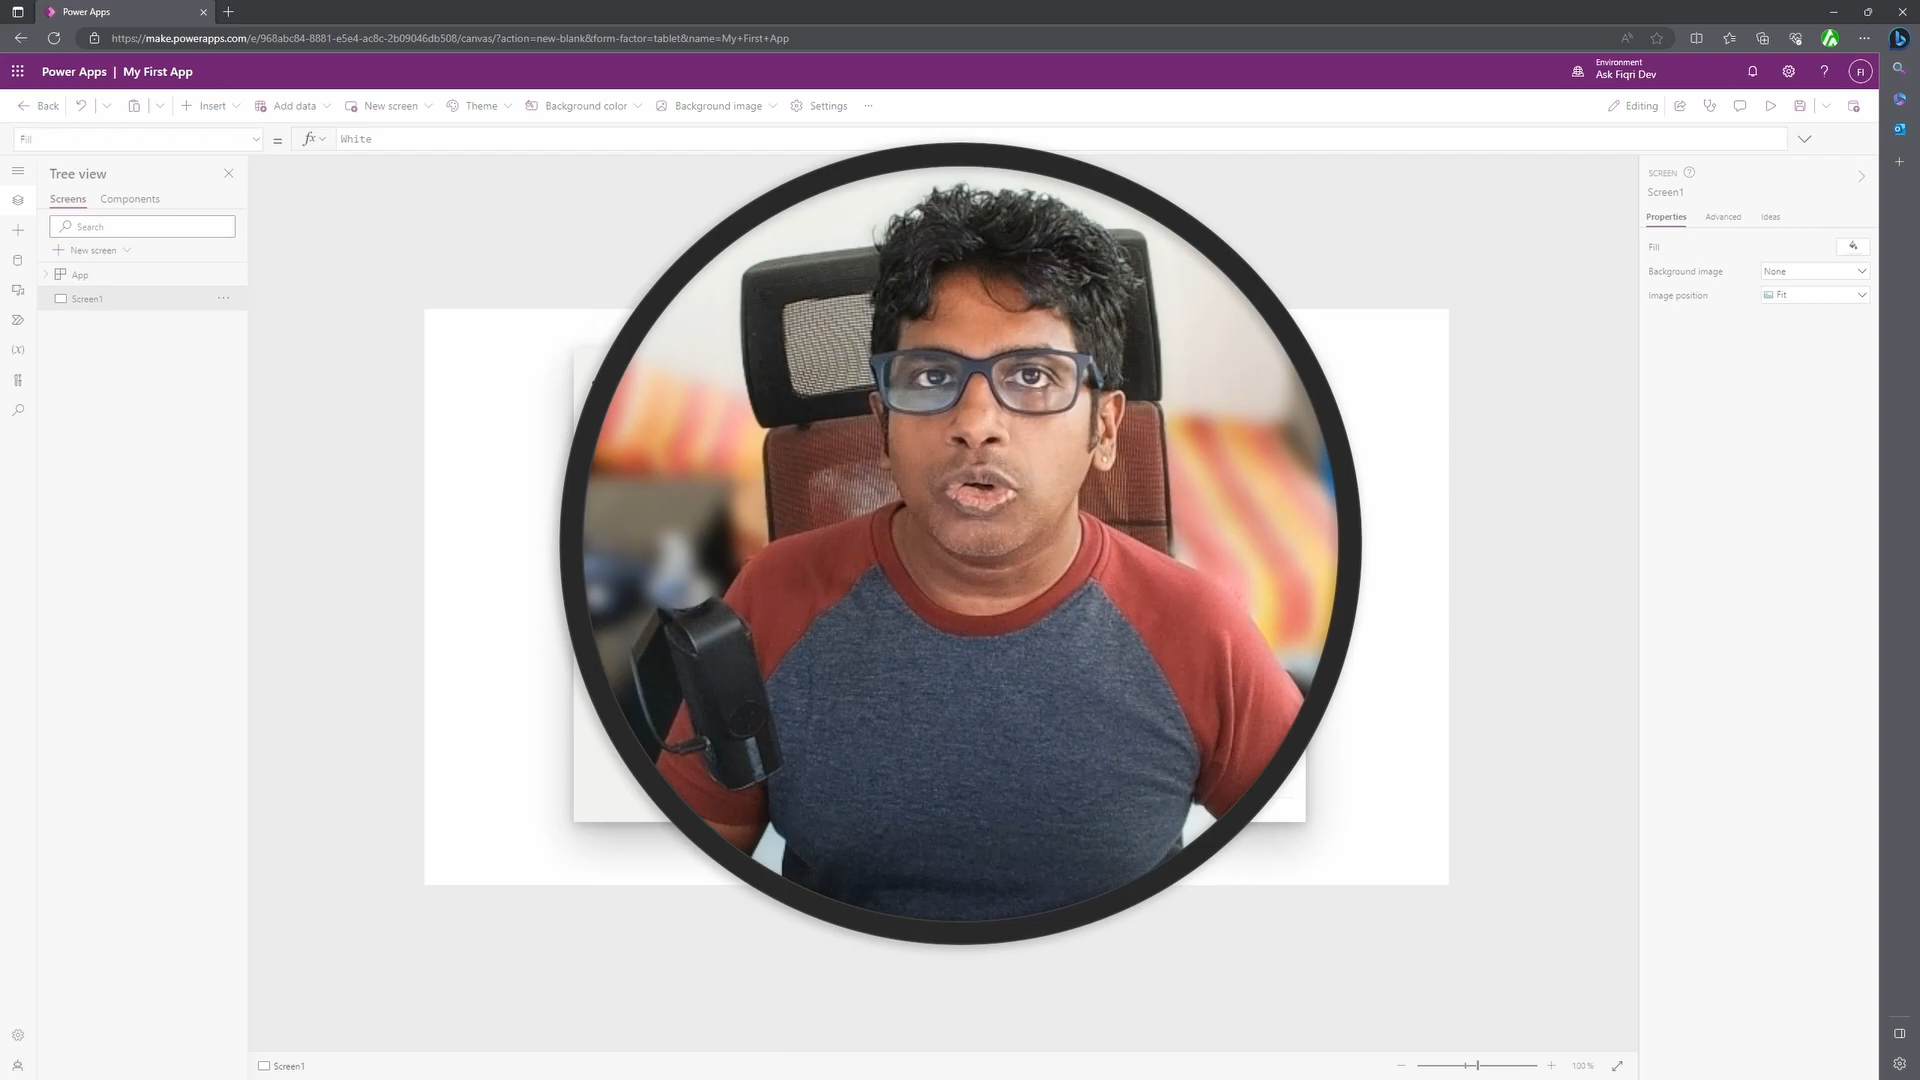 Power Apps
https://make.powerapps.com/e/968abc84-8881-e5e4-ac8c-2b09046db508/canvas/?action=new-blank&form-factor=tablet&name=My+First+App
Power Apps | My First App
Environment
Ask Fiqri Dev
FI
Back
Insert
Add data
New screen
Theme
Background color
Background image
Settings
Editing
Fill
=
fx
White
Tree view
Screens
Components
Search
New screen
App
Screen1
SCREEN
Screen1
Properties
Advanced
Ideas
Fill
Background image
None
Image position
Fit
Screen1
100 %